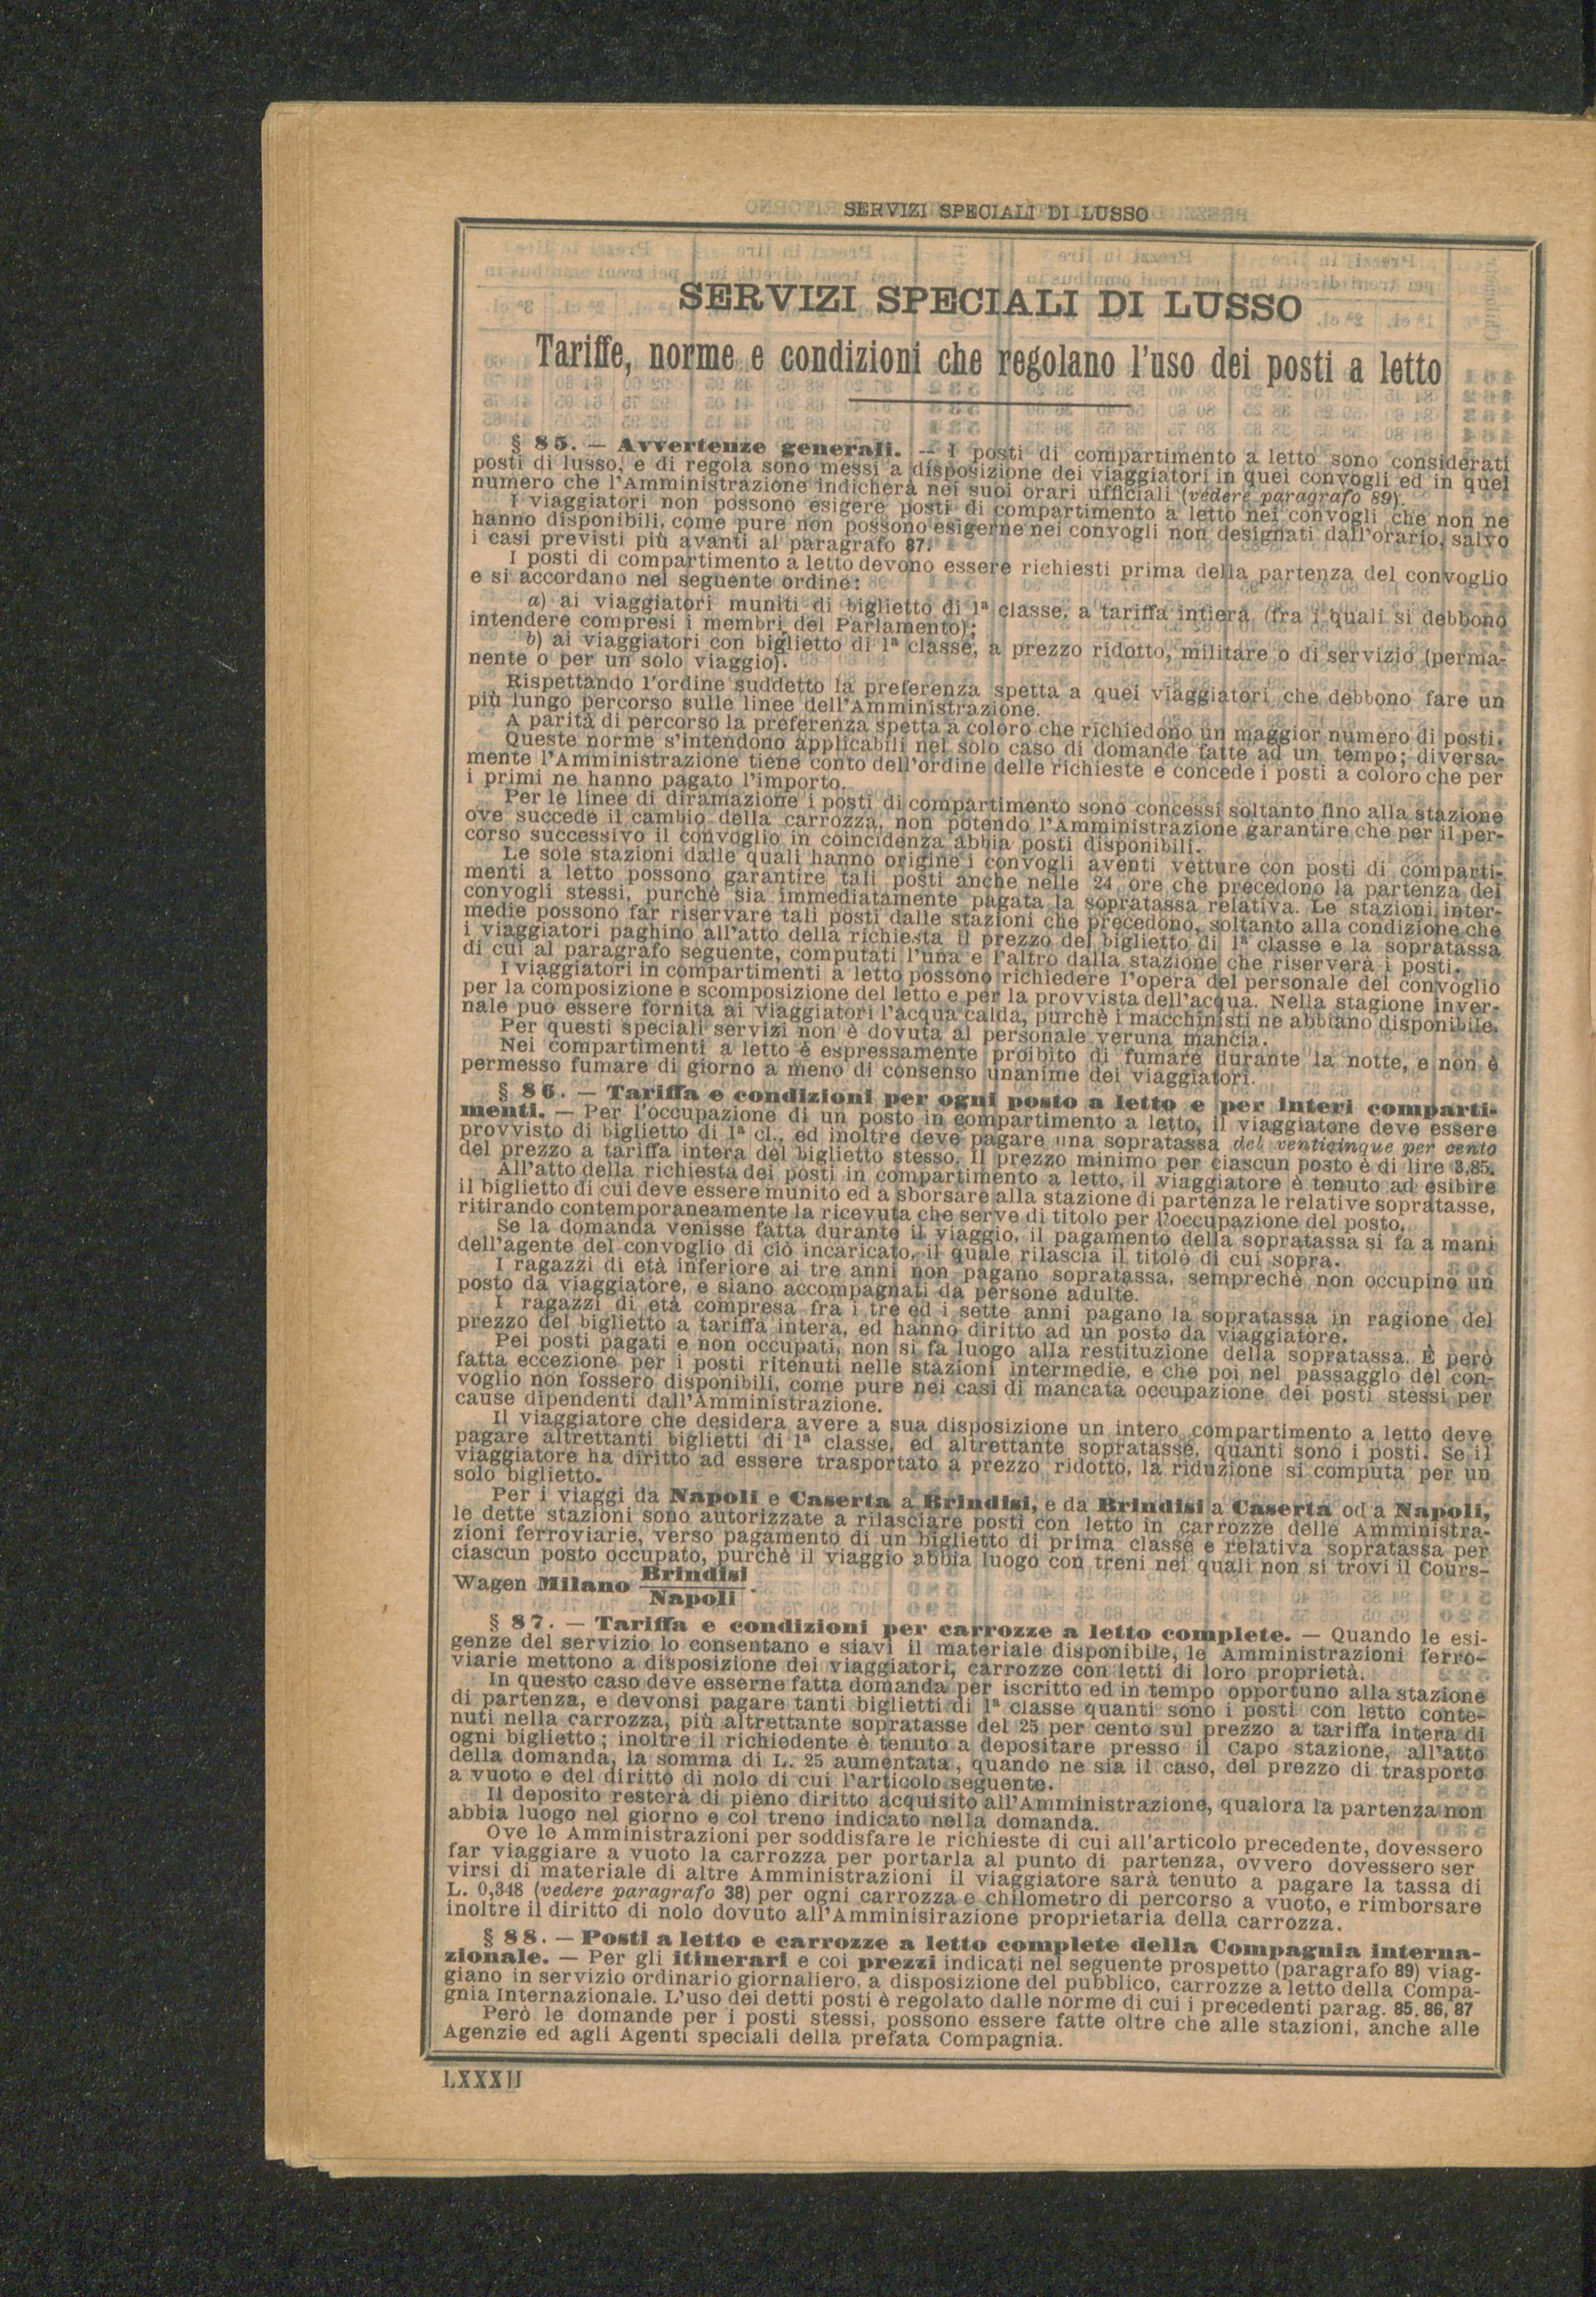 SERVIZI SPECIALI DI LUSSO
SERVIZI SPECIALI DI LUSSO
Tariffe, norme e condizioni che regolano l'uso dei posti a letto
§ 85. — Avvertenze generali. — I posti di compartimento a letto sono considerati
posti di lusso, e di regola sono messi a disposizione dei viaggiatori in quei convogli ed in quel
numero che l'Amministrazione indicherà nei suoi orari ufficiali (vedere paragrafo 89).
I viaggiatori non possono esigere posti di compartimento a letto nei convogli che non ne
hanno disponibili, come pure non possono esigerne nei convogli non designati dall'orario, salvo
i casi previsti più avanti al paragrafo 87.
I posti di compartimento a letto devono essere richiesti prima della partenza del convoglio
e si accordano nel seguente ordine:
a) ai viaggiatori muniti di biglietto di 1ª classe, a tariffa intiera (fra i quali si debbono
intendere compresi i membri del Parlamento);
b) ai viaggiatori con biglietto di 1ª classe, a prezzo ridotto, militare o di servizio (perma-
nente o per un solo viaggio).
Rispettando l'ordine suddetto la preferenza spetta a quei viaggiatori che debbono fare un
più lungo percorso sulle linee dell'Amministrazione.
A parità di percorso la preferenza spetta a coloro che richiedono un maggior numero di posti.
Queste norme s'intendono applicabili nel solo caso di domande fatte ad un tempo; diversa-
mente l'Amministrazione tiene conto dell'ordine delle richieste e concede i posti a coloro che per
i primi ne hanno pagato l'importo.
Per le linee di diramazione i posti di compartimento sono concessi soltanto fino alla stazione
ove succede il cambio della carrozza, non potendo l'Amministrazione garantire che per il per-
corso successivo il convoglio in coincidenza abbia posti disponibili.
Le sole stazioni dalle quali hanno origine i convogli aventi vetture con posti di comparti-
menti a letto possono garantire tali posti anche nelle 24 ore che precedono la partenza dei
convogli stessi, purchè sia immediatamente pagata la sopratassa relativa. Le stazioni inter-
medie possono far riservare tali posti dalle stazioni che precedono, soltanto alla condizione che
i viaggiatori paghino all'atto della richiesta il prezzo del biglietto di 1ª classe e la sopratassa
di cui al paragrafo seguente, computati l'una e l'altro dalla stazione che riserverà i posti.
I viaggiatori in compartimenti a letto possono richiedere l'opera del personale del convoglio
per la composizione e scomposizione del letto e per la provvista dell'acqua. Nella stagione inver-
nale può essere fornita ai viaggiatori l'acqua calda, purchè i macchinisti ne abbiano disponibile.
Per questi speciali servizi non è dovuta al personale veruna mancia.
Nei compartimenti a letto è espressamente proibito di fumare durante la notte, e non è
permesso fumare di giorno a meno di consenso unanime dei viaggiatori.
§ 86. — Tariffa e condizioni per ogni posto a letto e per interi comparti-
menti. — Per l'occupazione di un posto in compartimento a letto, il viaggiatore deve essere
provvisto di biglietto di 1ª cl., ed inoltre deve pagare una sopratassa del venticinque per cento
del prezzo a tariffa intera del biglietto stesso. Il prezzo minimo per ciascun posto è di lire 3,85.
All'atto della richiesta dei posti in compartimento a letto, il viaggiatore è tenuto ad esibire
il biglietto di cui deve essere munito ed a sborsare alla stazione di partenza le relative sopratasse,
ritirando contemporaneamente la ricevuta che serve di titolo per l'occupazione del posto.
Se la domanda venisse fatta durante il viaggio, il pagamento della sopratassa si fa a mani
dell'agente del convoglio di ciò incaricato, il quale rilascia il titolo di cui sopra.
I ragazzi di età inferiore ai tre anni non pagano sopratassa, sempreché non occupino un
posto da viaggiatore, e siano accompagnati da persone adulte.
I ragazzi di età compresa fra i tre ed i sette anni pagano la sopratassa in ragione del
prezzo del biglietto a tariffa intera, ed hanno diritto ad un posto da viaggiatore.
Pei posti pagati e non occupati, non si fa luogo alla restituzione della sopratassa. È però
fatta eccezione per i posti ritenuti nelle stazioni intermedie, e che poi nel passaggio del con-
voglio non fossero disponibili, come pure nei casi di mancata occupazione dei posti stessi per
cause dipendenti dall'Amministrazione.
Il viaggiatore che desidera avere a sua disposizione un intero compartimento a letto deve
pagare altrettanti biglietti di 1ª classe, ed altrettante sopratasse, quanti sono i posti. Se il
viaggiatore ha diritto ad essere trasportato a prezzo ridotto, la riduzione si computa per un
solo biglietto.
Per i viaggi da Napoli e Caserta a Brindisi, e da Brindisi a Caserta od a Napoli,
le dette stazioni sono autorizzate a rilasciare posti con letto in carrozze delle Amministra-
zioni ferroviarie, verso pagamento di un biglietto di prima classe e relativa sopratassa per
ciascun posto occupato, purchè il viaggio abbia luogo con treni nei quali non si trovi il Cours-
Wagen Milano Brindisi
Napoli.
§ 87. — Tariffa e condizioni per carrozze a letto complete. — Quando le esi-
genze del servizio lo consentano e siavi il materiale disponibile, le Amministrazioni ferro-
viarie mettono a disposizione dei viaggiatori, carrozze con letti di loro proprietà.
In questo caso deve esserne fatta domanda per iscritto ed in tempo opportuno alla stazione
di partenza, e devonsi pagare tanti biglietti di 1ª classe quanti sono i posti con letto conte-
nuti nella carrozza, più altrettante sopratasse del 25 per cento sul prezzo a tariffa intera di
ogni biglietto; inoltre il richiedente è tenuto a depositare presso il Capo stazione, all'atto
della domanda, la somma di L. 25 aumentata, quando ne sia il caso, del prezzo di trasporto
a vuoto e del diritto di nolo di cui l'articolo seguente.
Il deposito resterà di pieno diritto acquisito all'Amministrazione, qualora la partenza non
abbia luogo nel giorno e col treno indicato nella domanda.
Ove le Amministrazioni per soddisfare le richieste di cui all'articolo precedente, dovessero
far viaggiare a vuoto la carrozza per portarla al punto di partenza, ovvero dovessero ser
virsi di materiale di altre Amministrazioni il viaggiatore sarà tenuto a pagare la tassa di
L. 0,348 (vedere paragrafo 38) per ogni carrozza e chilometro di percorso a vuoto, e rimborsare
inoltre il diritto di nolo dovuto all'Amminisirazione proprietaria della carrozza.
§ 88. — Posti a letto e carrozze a letto complete della Compagnia interna-
zionale. — Per gli itinerari e coi prezzi indicati nel seguente prospetto (paragrafo 89) viag-
giano in servizio ordinario giornaliero, a disposizione del pubblico, carrozze a letto della Compa-
gnia Internazionale. L'uso dei detti posti è regolato dalle norme di cui i precedenti parag. 85, 86, 87
Però le domande per i posti stessi, possono essere fatte oltre che alle stazioni, anche alle
Agenzie ed agli Agenti speciali della prefata Compagnia.
LXXXII